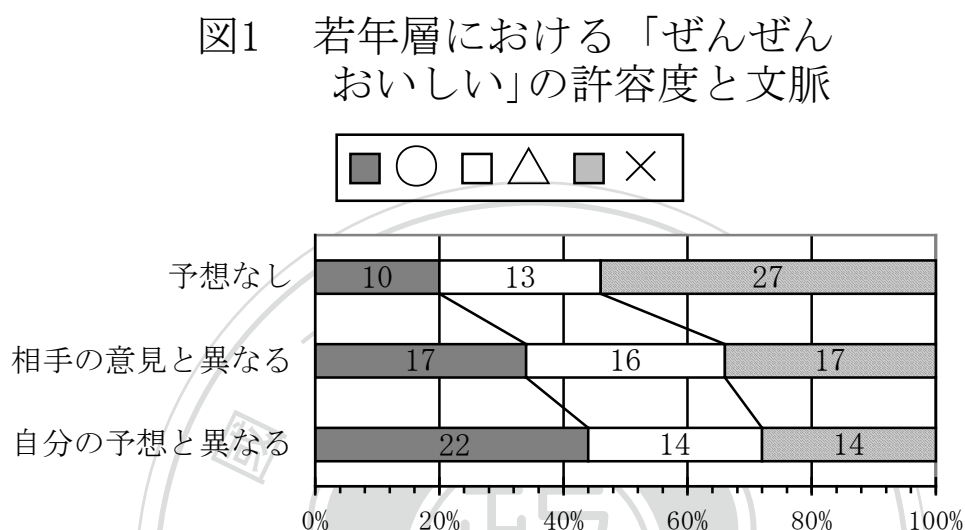 図1 若年層における「ぜんぜん
おいしい」の許容度と文脈
○ △ ×
予想なし 10 13 27
相手の意見と異なる 17 16 17
自分の予想と異なる 22 14 14
0% 20% 40% 60% 80% 100%